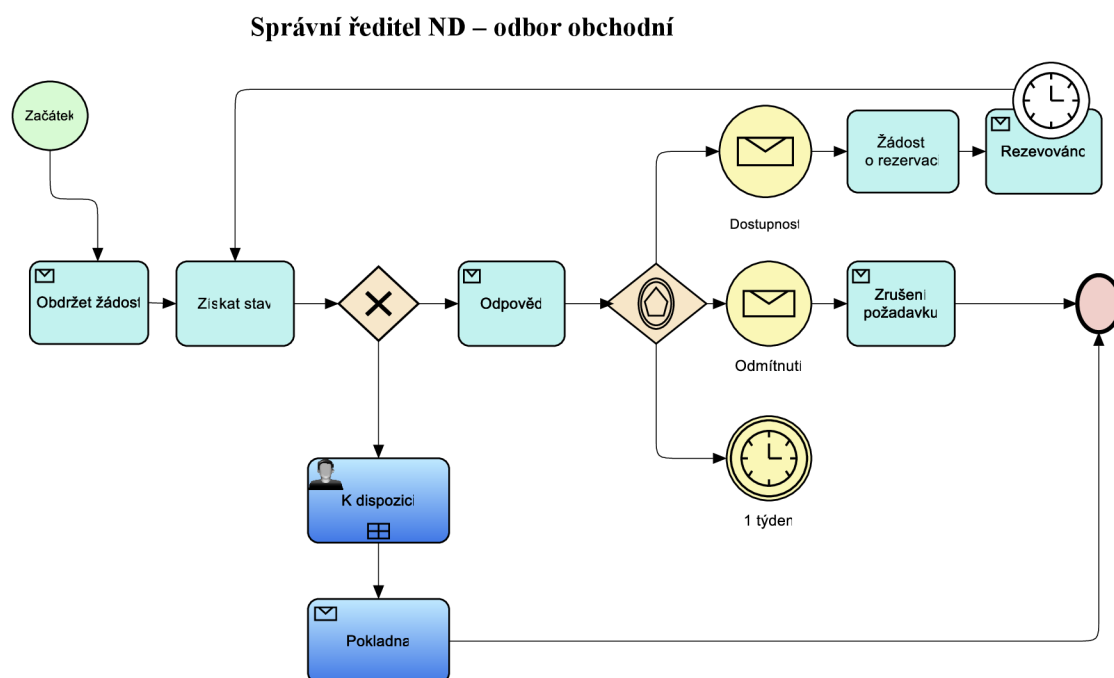 Správní ředitel ND – odbor obchodní
Začátek
Žádost
o rezervaci
Rezevováno
Dostupnost
Obdržet žádost
Získat stav
Odpověd
Zrušení
požadavku
Odmítnutí
K dispozici
1 týden
Pokladna